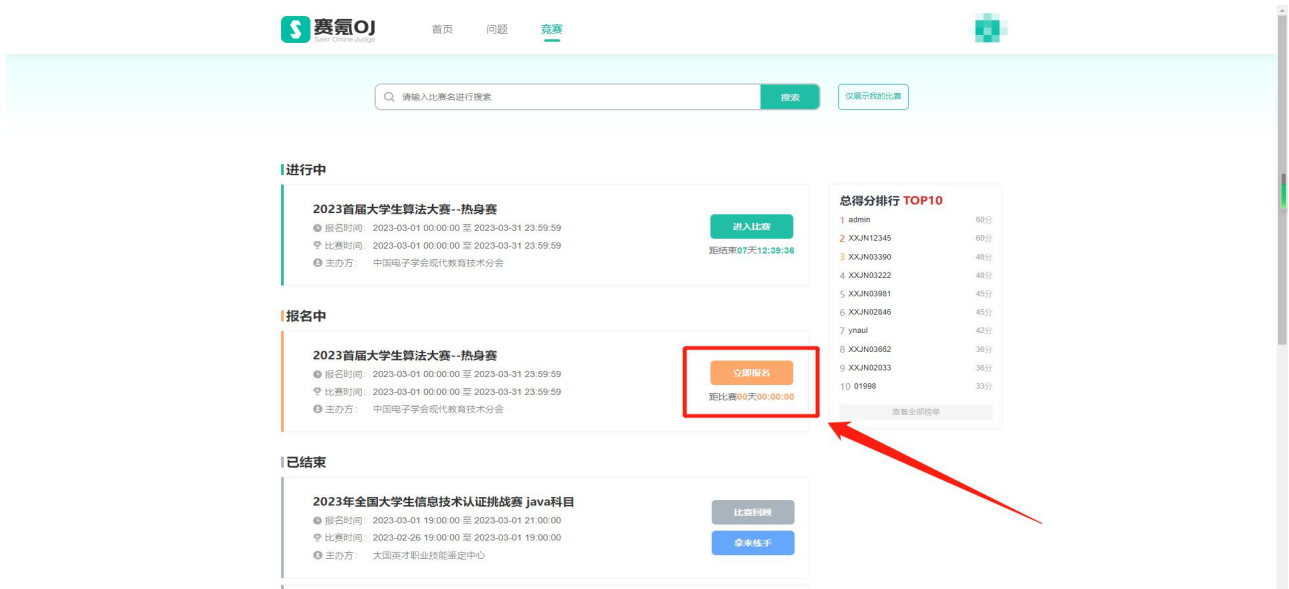 赛氪OJ
Saikr Online Judge
首页 问题 竞赛
请输入比赛名进行搜索 搜索 仅展示我的比赛
进行中
2023首届大学生算法大赛--热身赛
报名时间: 2023-03-01 00:00:00 至 2023-03-31 23:59:59
比赛时间: 2023-03-01 00:00:00 至 2023-03-31 23:59:59
主办方: 中国电子学会现代教育技术分会
进入比赛
距结束07天12:39:36
报名中
2023首届大学生算法大赛--热身赛
报名时间: 2023-03-01 00:00:00 至 2023-03-31 23:59:59
比赛时间: 2023-03-01 00:00:00 至 2023-03-31 23:59:59
主办方: 中国电子学会现代教育技术分会
立即报名
距比赛00天00:00:00
已结束
2023年全国大学生信息技术认证挑战赛 java科目
报名时间: 2023-03-01 19:00:00 至 2023-03-01 21:00:00
比赛时间: 2023-02-26 19:00:00 至 2023-03-01 19:00:00
主办方: 大国英才职业技能鉴定中心
比赛回顾
拿来练手
总得分排行 TOP10
1 admin 60分
2 XXJN12345 60分
3 XXJN03390 48分
4 XXJN03222 48分
5 XXJN03981 45分
6 XXJN02846 45分
7 ynaul 42分
8 XXJN03662 36分
9 XXJN02033 36分
10 01998 33分
查看全部榜单